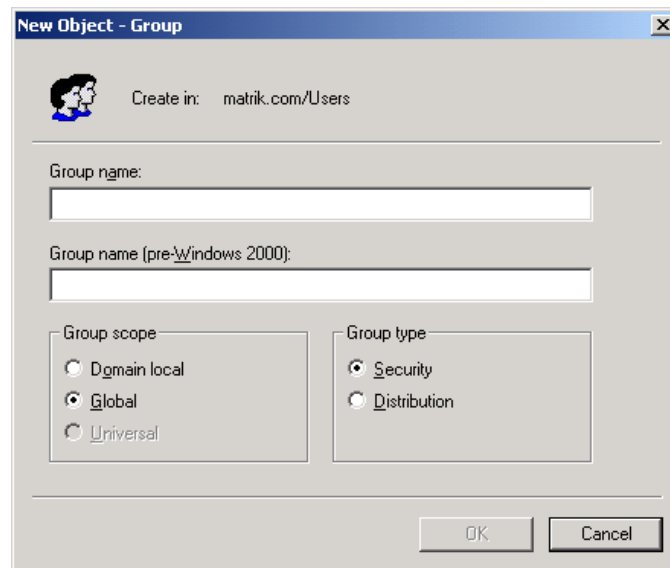 New Object - Group
Create in: matrik.com/Users
Group name:
Group name (pre-Windows 2000):
Group scope
Domain local
Global
Universal
Group type
Security
Distribution
OK
Cancel